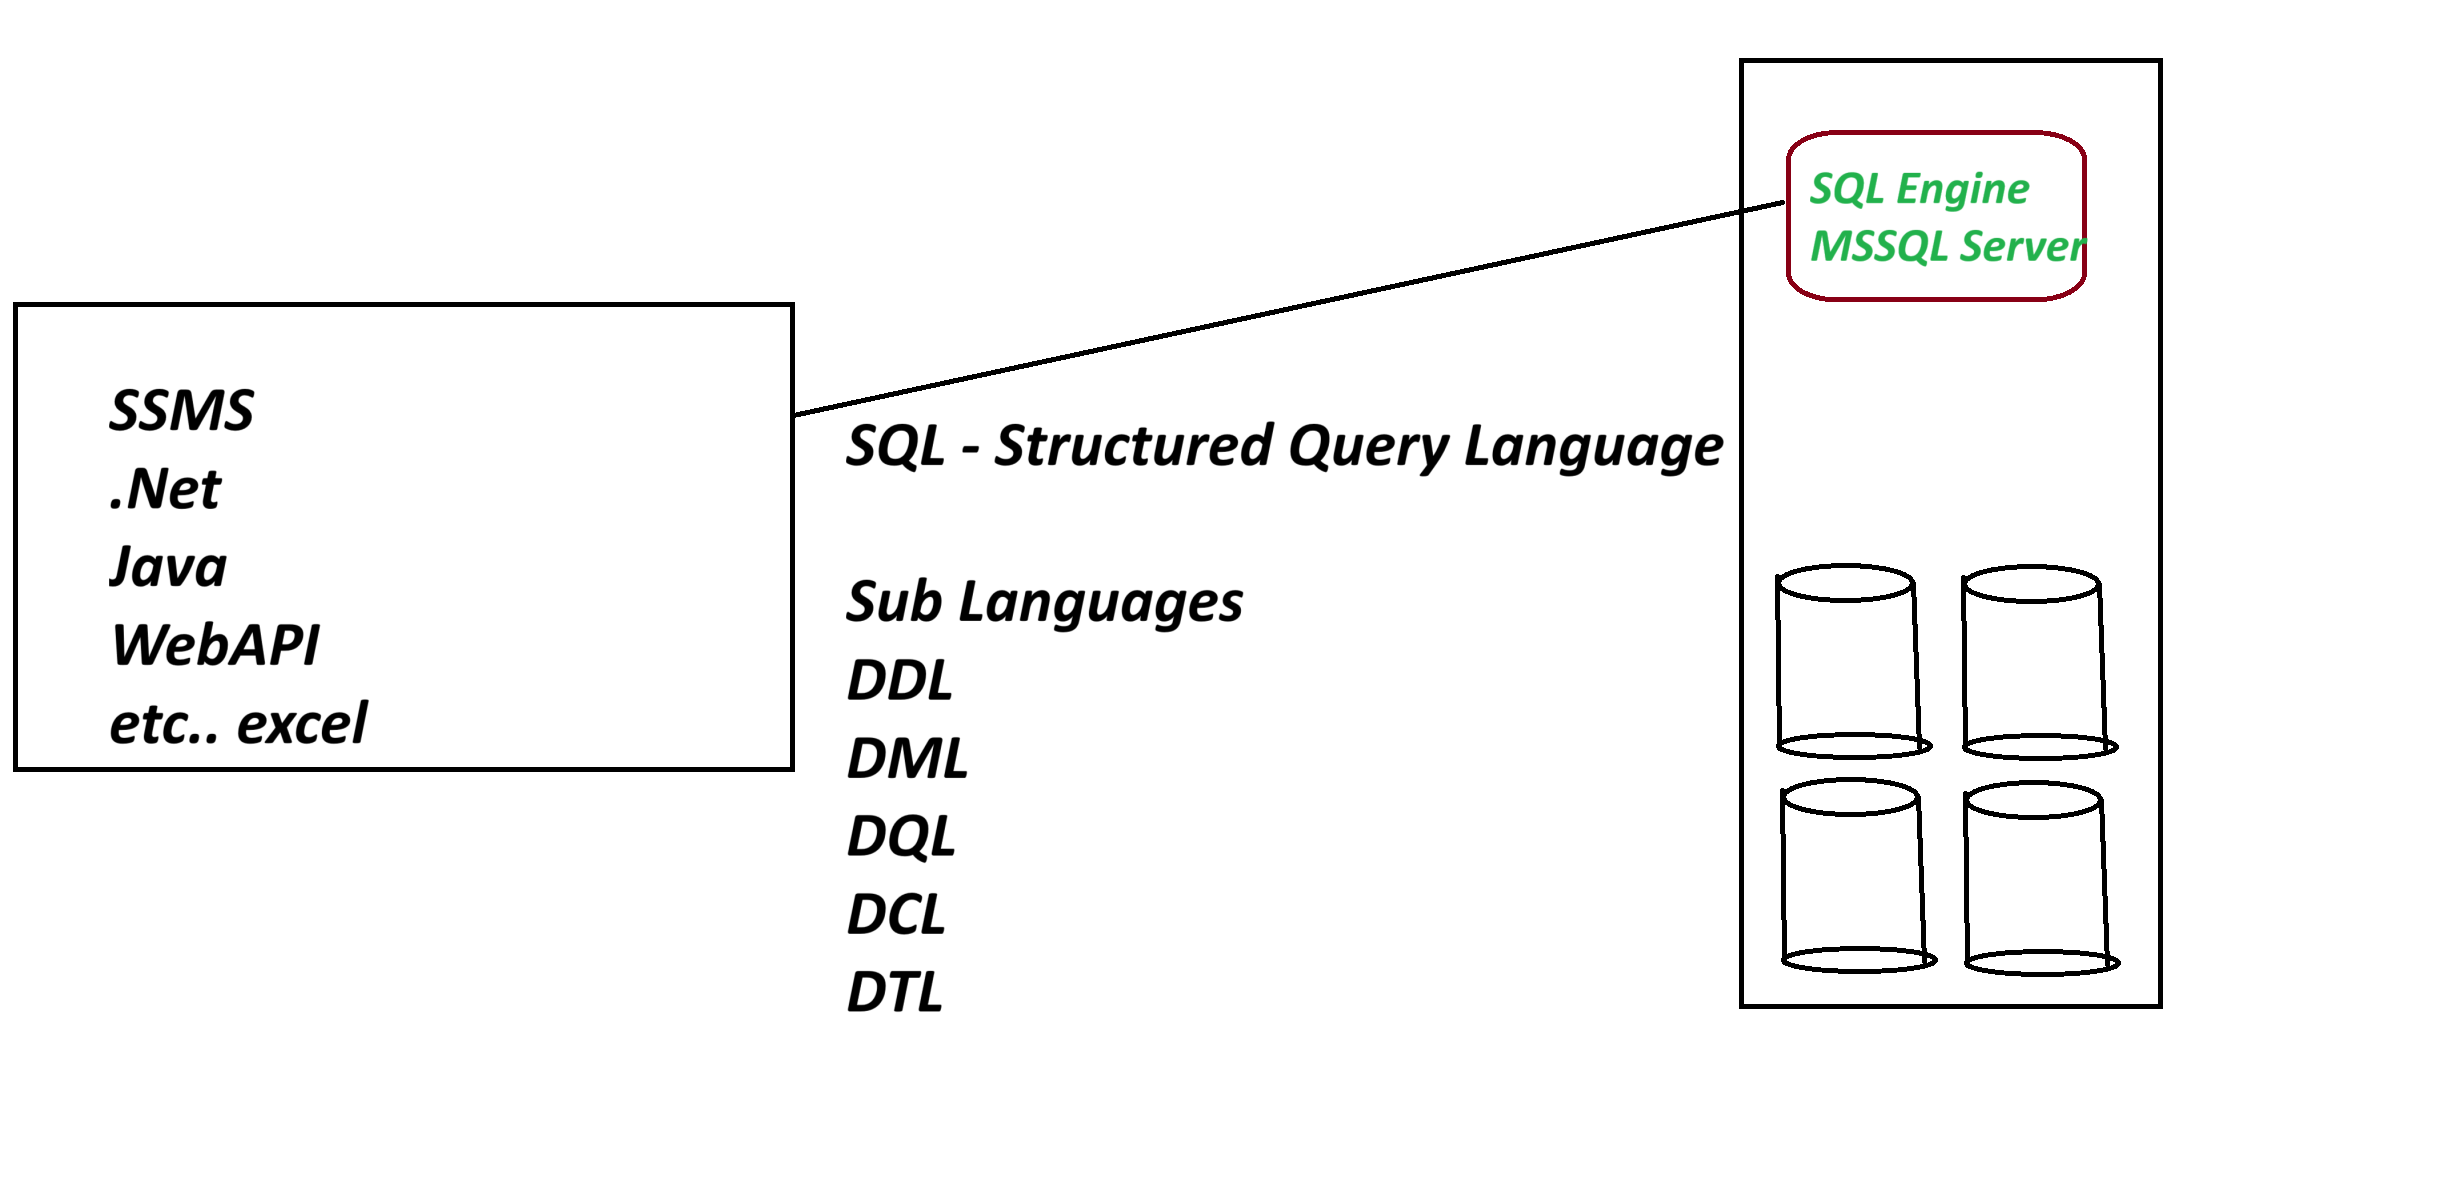 SQL Engine
MSSQL Server
SSMS
.Net
Java
WebAPI
etc.. excel
SQL - Structured Query Language
Sub Languages
DDL
DML
DQL
DCL
DTL